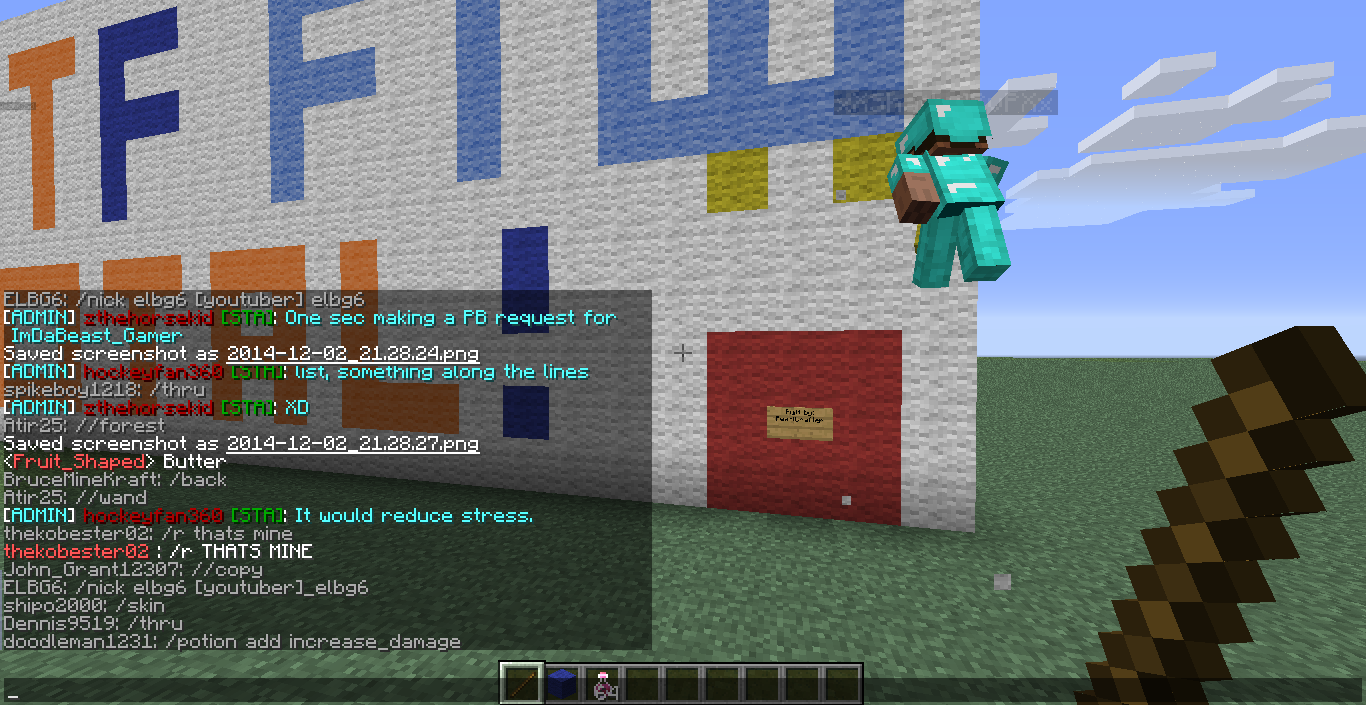 TF FI
ELBG6: /nick elbg6 [youtuber] elbg6
[ADMIN] zthehorsekid [STA]: One sec making a PB request for
ImDaBeast_Gamer
Saved screenshot as 2014-12-02_21.28.24.png
[ADMIN] hockeyfan360 [STA]: list, something along the lines
spikeboy1218: /thru
[ADMIN] zthehorsekid [STA]: XD
Atir25: //forest
Saved screenshot as 2014-12-02_21.28.27.png
<Fruit_Shaped> Butter
BruceMineKraft: /back
Atir25: //wand
[ADMIN] hockeyfan360 [STA]: It would reduce stress.
thekobester02: /r thats mine
thekobester02 : /r THATS MINE
John_Grant12307: //copy
ELBG6: /nick elbg6 [youtuber]_elbg6
shipo2000: /skin
Dennis9519: /thru
doodleman1231: /potion add increase_damage
64
_